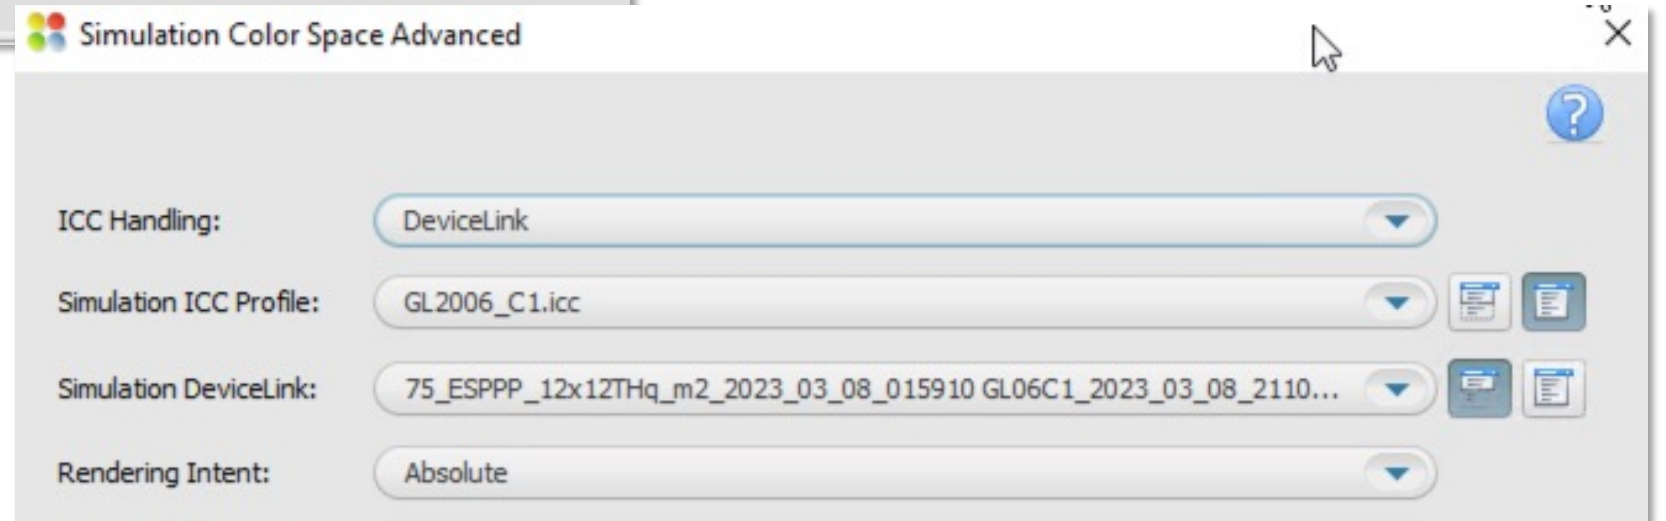 Simulation Color Space Advanced
ICC Handling: DeviceLink
Simulation ICC Profile: GL2006_C1.icc
Simulation DeviceLink: 75_ESPPP_12x12THq_m2_2023_03_08_015910 GL06C1_2023_03_08_2110...
Rendering Intent: Absolute